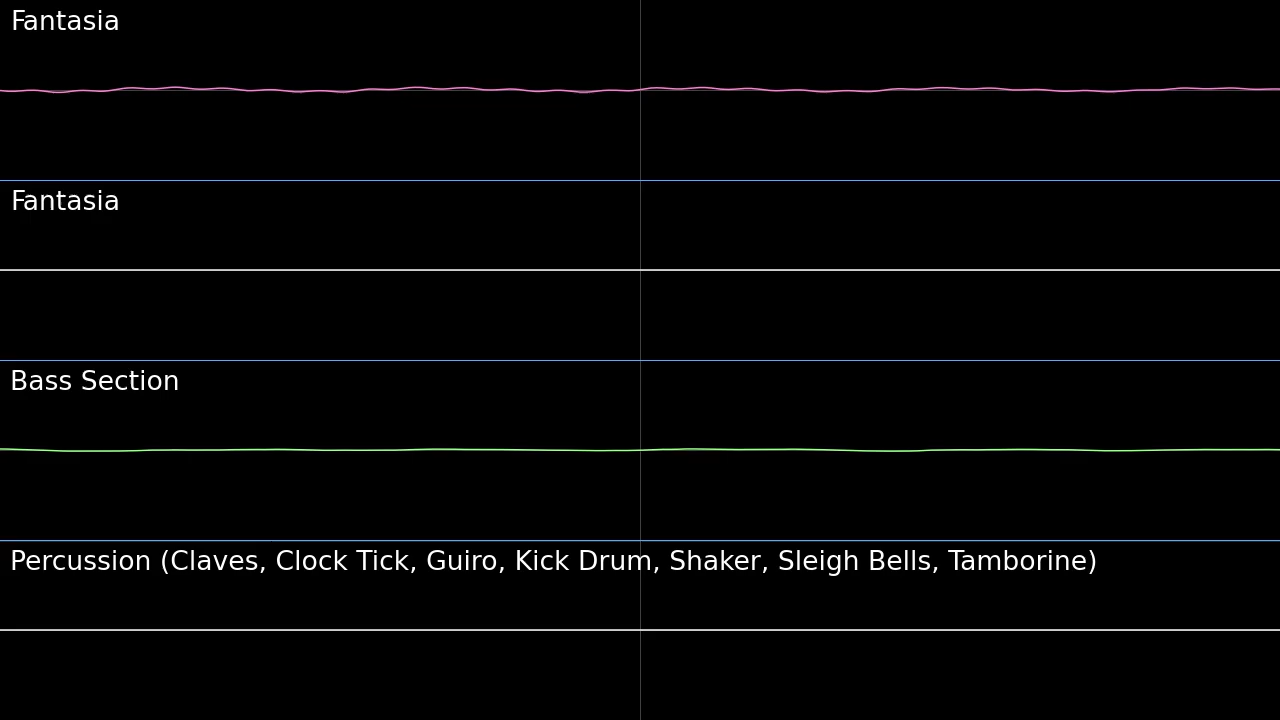 Fantasia
Fantasia
Bass Section
Percussion (Claves, Clock Tick, Guiro, Kick Drum, Shaker, Sleigh Bells, Tamborine)